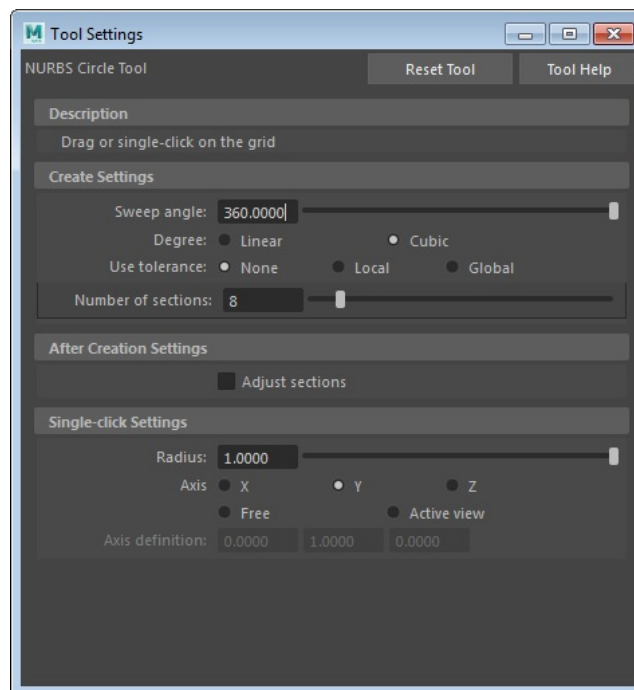 Tool Settings
NURBS Circle Tool Reset Tool Tool Help
Description
Drag or single-click on the grid
Create Settings
Sweep angle: 360.0000
Degree: Linear Cubic
Use tolerance: None Local Global
Number of sections: 8
After Creation Settings
Adjust sections
Single-click Settings
Radius: 1.0000
Axis X Y Z
Free Active view
Axis definition: 0.0000 1.0000 0.0000